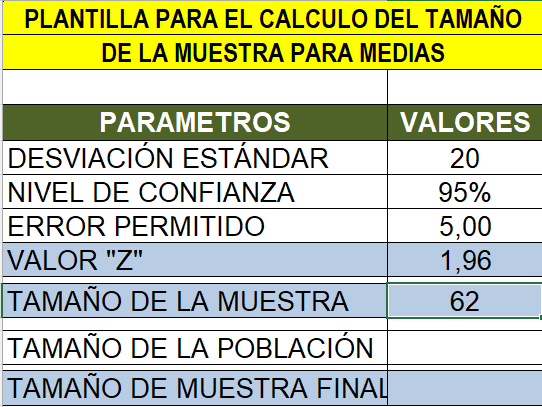 PLANTILLA PARA EL CALCULO DEL TAMAÑO
DE LA MUESTRA PARA MEDIAS
PARAMETROS VALORES
DESVIACIÓN ESTÁNDAR 20
NIVEL DE CONFIANZA 95%
ERROR PERMITIDO 5,00
VALOR "Z" 1,96
TAMAÑO DE LA MUESTRA 62
TAMAÑO DE LA POBLACIÓN
TAMAÑO DE MUESTRA FINAL